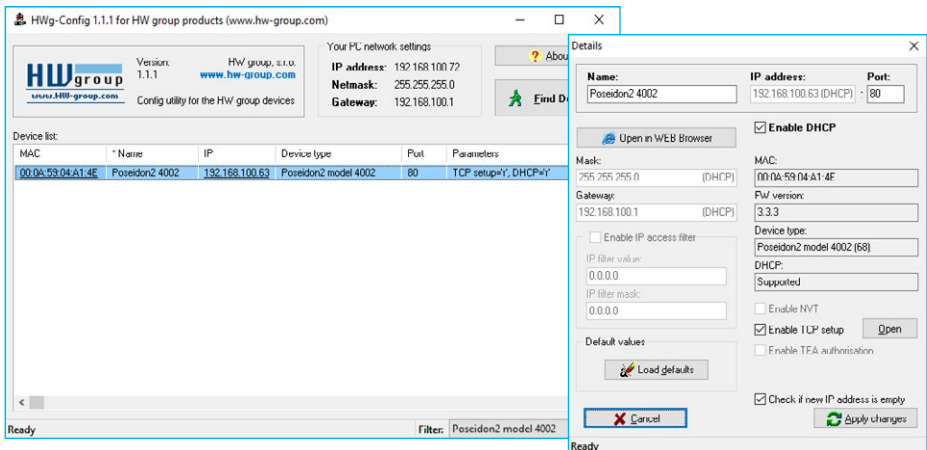 HWg-Config 1.1.1 for HW group products (www.hw-group.com)
HW group
www.HW-group.com
Version:
1.1.1
HW group, s.r.o.
www.hw-group.com
Config utility for the HW group devices
Your PC network settings
IP address: 192.168.100.72
Netmask: 255.255.255.0
Gateway: 192.168.100.1
? Abou
Find D
Device list:
MAC * Name IP Device type Port Parameters
00:0A:59:04:A1:4E Poseidon2 4002 192.168.100.63 Poseidon2 model 4002 80 TCP setup='Y', DHCP='Y'
Ready
Filter: Poseidon2 model 4002
Details
Name: IP address: Port:
Poseidon2 4002 192.168.100.63 (DHCP) : 80
Open in WEB Browser
Enable DHCP
Mask:
255.255.255.0 (DHCP)
Gateway:
192.168.100.1 (DHCP)
Enable IP access filter
IP filter value:
0.0.0.0
IP filter mask:
0.0.0.0
Default values
Load defaults
Cancel
MAC:
00:0A:59:04:A1:4E
FW version:
3.3.3
Device type:
Poseidon2 model 4002 (68)
DHCP:
Supported
Enable NVT
Enable TCP setup Open
Enable TEA authorisation
Check if new IP address is empty
Apply changes
Ready